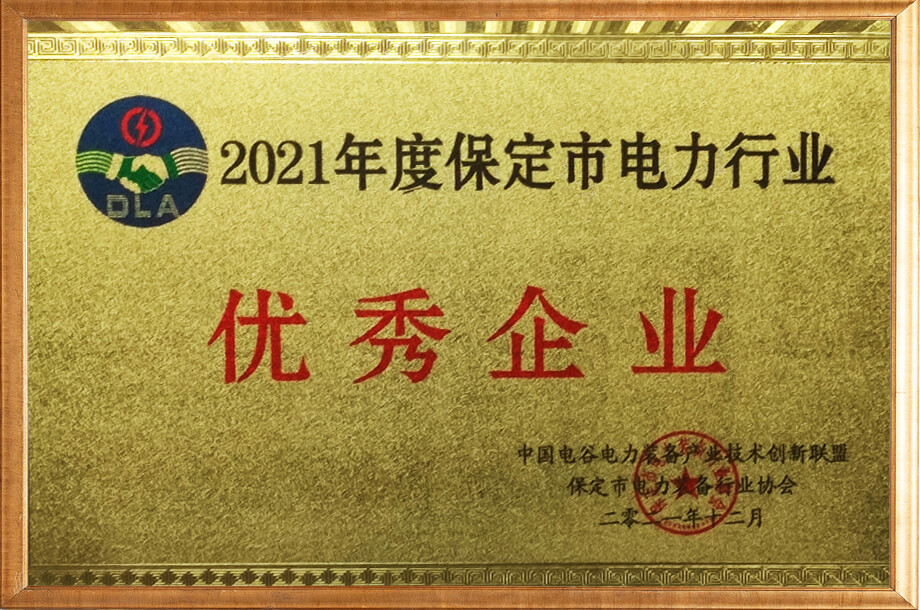 DLA
2021年度保定市电力行业
优秀企业
中国电谷电力装备产业技术创新联盟
保定市电力装备行业协会
二零二一年十二月